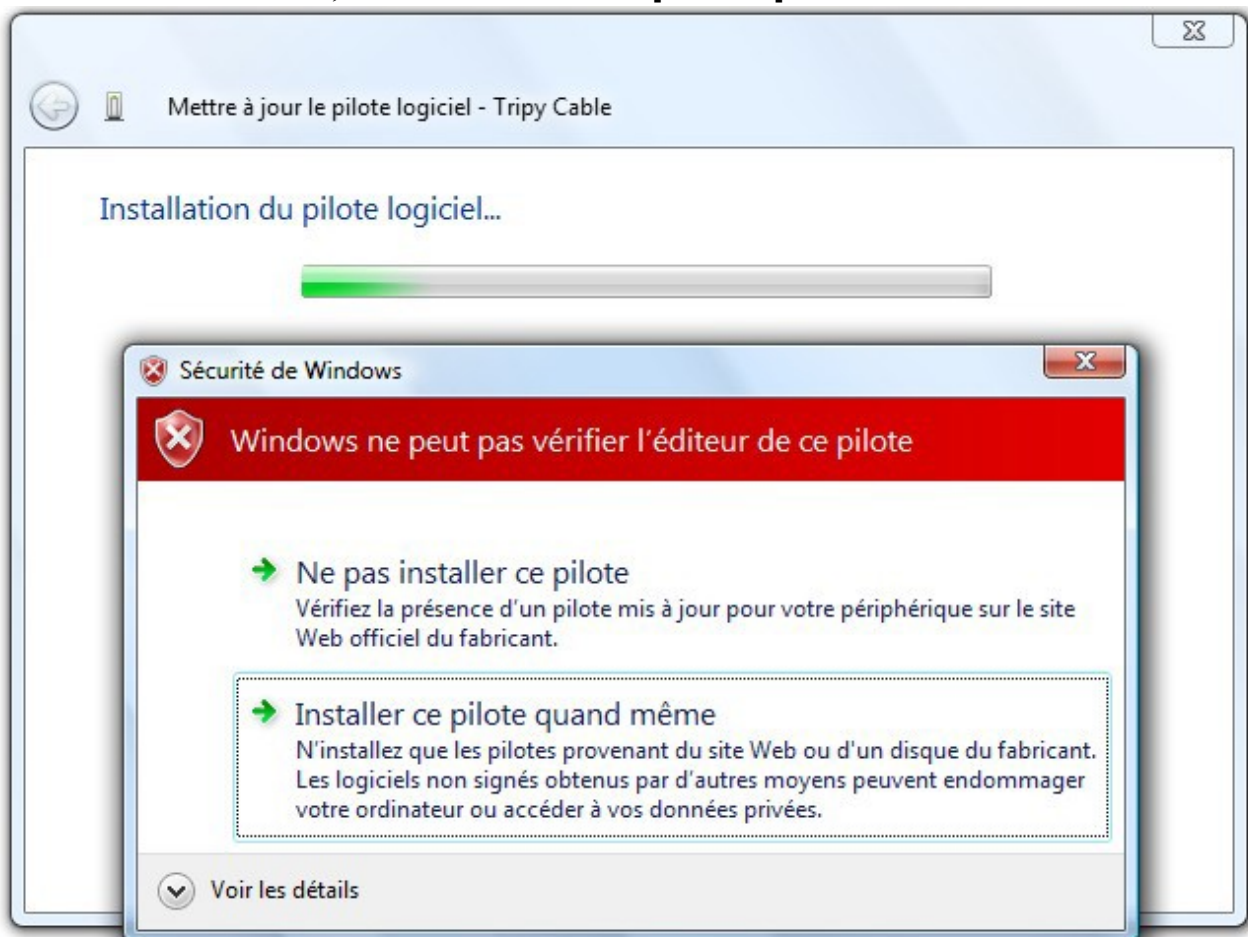 Mettre à jour le pilote logiciel - Tripy Cable
Installation du pilote logiciel...
Sécurité de Windows
Windows ne peut pas vérifier l'éditeur de ce pilote
Ne pas installer ce pilote
Vérifiez la présence d'un pilote mis à jour pour votre périphérique sur le site
Web officiel du fabricant.
Installer ce pilote quand même
N'installez que les pilotes provenant du site Web ou d'un disque du fabricant.
Les logiciels non signés obtenus par d'autres moyens peuvent endommager
votre ordinateur ou accéder à vos données privées.
Voir les détails